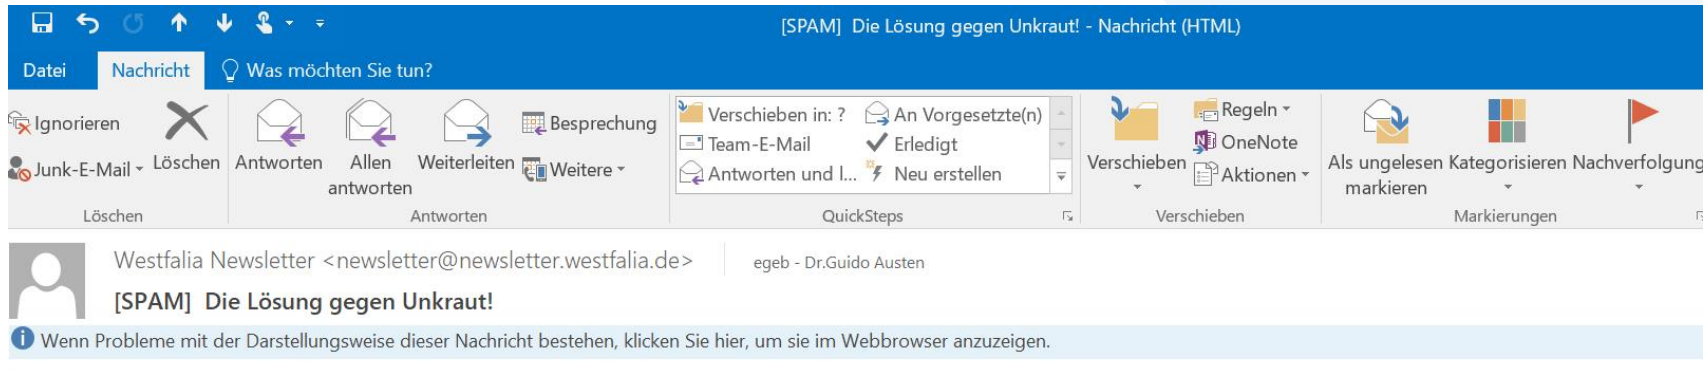 [SPAM] Die Lösung gegen Unkraut! - Nachricht (HTML)
Datei Nachricht Was möchten Sie tun?
Ignorieren
Junk-E-Mail
Löschen
Löschen
Antworten
Allen antworten
Weiterleiten
Besprechung
Weitere
Antworten
Verschieben in: ?
Team-E-Mail
Antworten und l...
An Vorgesetzte(n)
Erledigt
Neu erstellen
QuickSteps
Verschieben
Regeln
OneNote
Aktionen
Verschieben
Als ungelesen
markieren
Kategorisieren
Nachverfolgung
Markierungen
Westfalia Newsletter <newsletter@newsletter.westfalia.de> egeb - Dr.Guido Austen
[SPAM] Die Lösung gegen Unkraut!
Wenn Probleme mit der Darstellungsweise dieser Nachricht bestehen, klicken Sie hier, um sie im Webbrowser anzuzeigen.